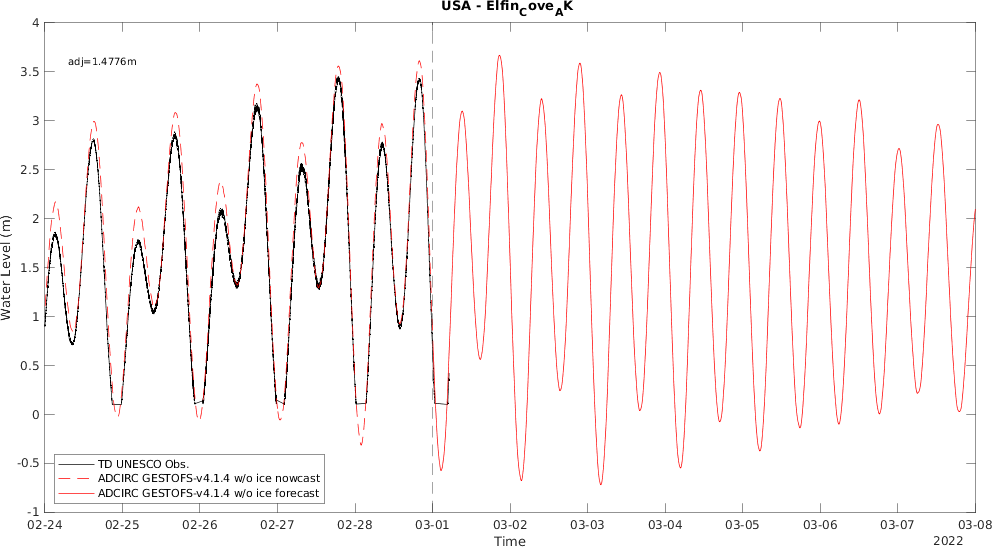 USA - ElfinCoveAK
4
3.5
3
2.5
2
1.5
1
0.5
0
-0.5
-1
Water Level (m)
adj=1.4776m
TD UNESCO Obs.
ADCIRC GESTOFS-v4.1.4 w/o ice nowcast
ADCIRC GESTOFS-v4.1.4 w/o ice forecast
02-24 02-25 02-26 02-27 02-28 03-01 03-02 03-03 03-04 03-05 03-06 03-07 03-08
Time
2022